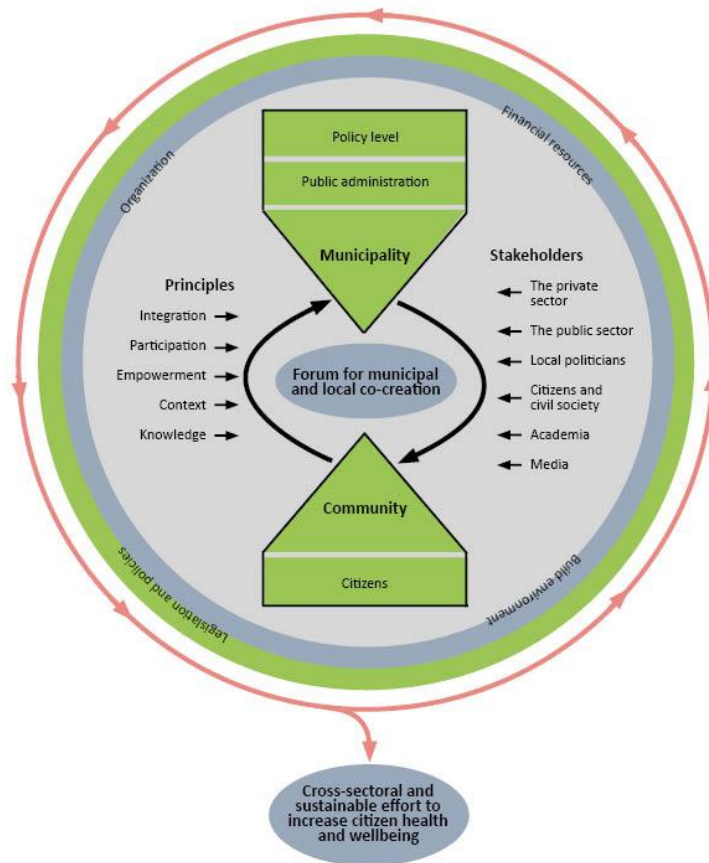 Organization
Financial resources
Policy level
Public administration
Municipality
Principles
Integration
Participation
Empowerment
Context
Knowledge
Stakeholders
The private
sector
The public sector
Local politicians
Citizens and
civil society
Academia
Media
Forum for municipal
and local co-creation
Community
Citizens
Legislation and policies
Build environment
Cross-sectoral and
sustainable effort to
increase citizen health
and wellbeing